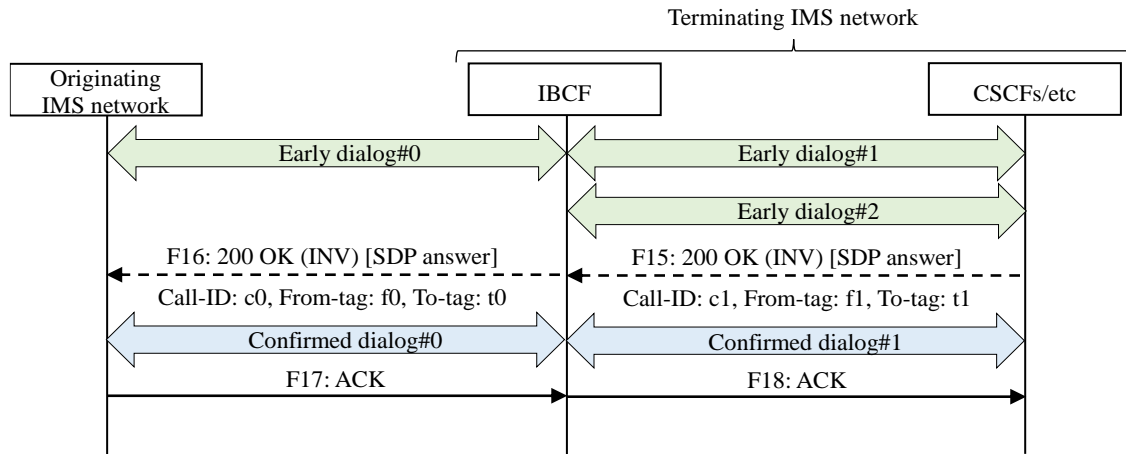 Terminating IMS network
Originating
IMS network
IBCF
CSCFs/etc
Early dialog#0
Early dialog#1
Early dialog#2
F16: 200 OK (INV) [SDP answer]
F15: 200 OK (INV) [SDP answer]
Call-ID: c0, From-tag: f0, To-tag: t0
Call-ID: c1, From-tag: f1, To-tag: t1
Confirmed dialog#0
Confirmed dialog#1
F17: ACK
F18: ACK